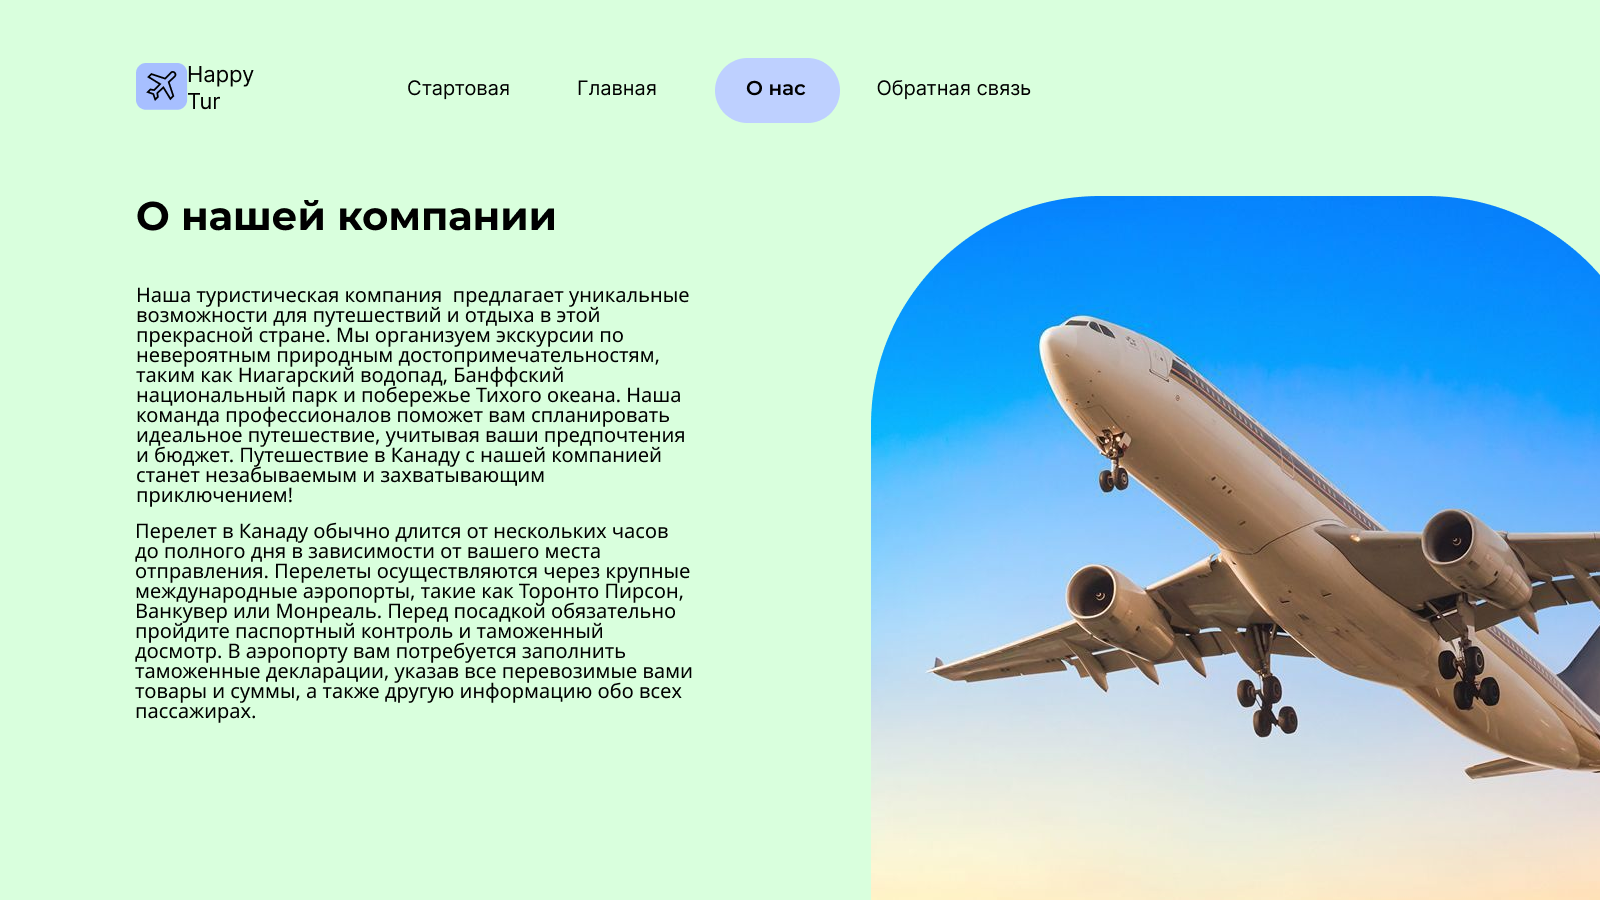 Happy
Tur
Стартовая
Главная
О нас
Обратная связь
О нашей компании
Наша туристическая компания  предлагает уникальные
возможности для путешествий и отдыха в этой
прекрасной стране. Мы организуем экскурсии по
невероятным природным достопримечательностям,
таким как Ниагарский водопад, Банффский
национальный парк и побережье Тихого океана. Наша
команда профессионалов поможет вам спланировать
идеальное путешествие, учитывая ваши предпочтения
и бюджет. Путешествие в Канаду с нашей компанией
станет незабываемым и захватывающим
приключением!
Перелет в Канаду обычно длится от нескольких часов
до полного дня в зависимости от вашего места
отправления. Перелеты осуществляются через крупные
международные аэропорты, такие как Торонто Пирсон,
Ванкувер или Монреаль. Перед посадкой обязательно
пройдите паспортный контроль и таможенный
досмотр. В аэропорту вам потребуется заполнить
таможенные декларации, указав все перевозимые вами
товары и суммы, а также другую информацию обо всех
пассажирах.